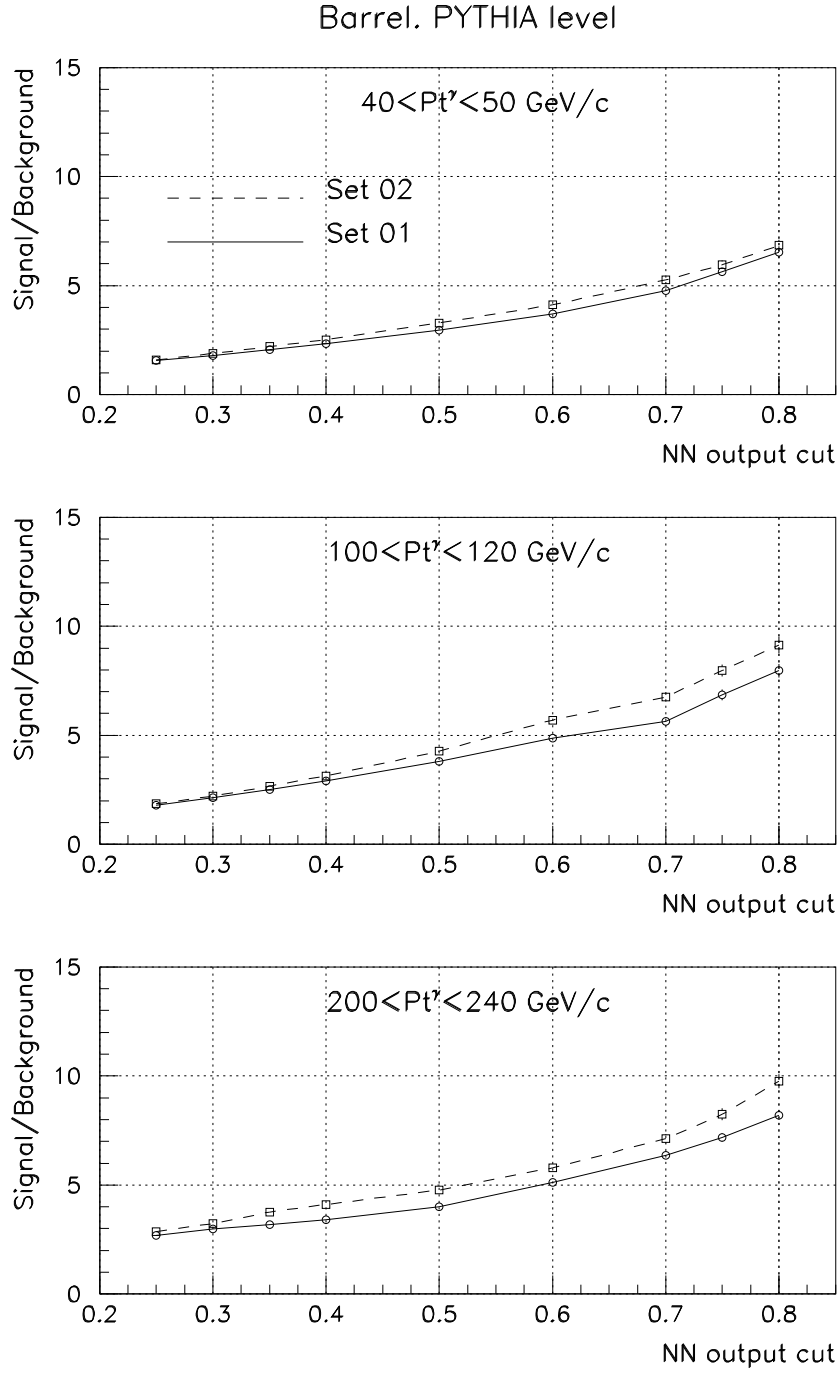 Barrel. PYTHIA level
Signal/Background
15
10
5
0
40<Ptᵞ<50 GeV/c
Set 02
Set 01
0.2 0.3 0.4 0.5 0.6 0.7 0.8
NN output cut
Signal/Background
15
10
5
0
100<Ptᵞ<120 GeV/c
0.2 0.3 0.4 0.5 0.6 0.7 0.8
NN output cut
Signal/Background
15
10
5
0
200<Ptᵞ<240 GeV/c
0.2 0.3 0.4 0.5 0.6 0.7 0.8
NN output cut